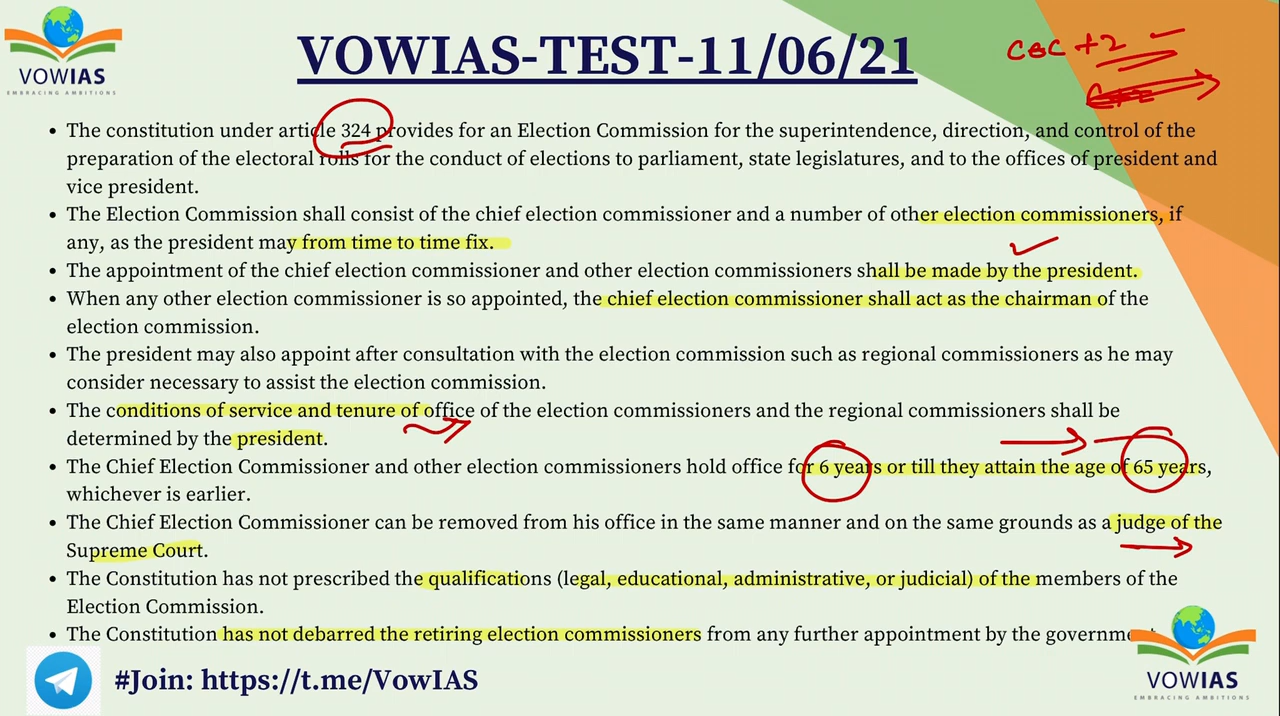 VOWIAS
EMBRACING AMBITIONS
VOWIAS-TEST-11/06/21
CEC + 2
• The constitution under article 324 provides for an Election Commission for the superintendence, direction, and control of the
preparation of the electoral rolls for the conduct of elections to parliament, state legislatures, and to the offices of president and
vice president.
• The Election Commission shall consist of the chief election commissioner and a number of other election commissioners, if
any, as the president may from time to time fix.
• The appointment of the chief election commissioner and other election commissioners shall be made by the president.
• When any other election commissioner is so appointed, the chief election commissioner shall act as the chairman of the
election commission.
• The president may also appoint after consultation with the election commission such as regional commissioners as he may
consider necessary to assist the election commission.
• The conditions of service and tenure of office of the election commissioners and the regional commissioners shall be
determined by the president.
• The Chief Election Commissioner and other election commissioners hold office for 6 years or till they attain the age of 65 years,
whichever is earlier.
• The Chief Election Commissioner can be removed from his office in the same manner and on the same grounds as a judge of the
Supreme Court.
• The Constitution has not prescribed the qualifications (legal, educational, administrative, or judicial) of the members of the
Election Commission.
• The Constitution has not debarred the retiring election commissioners from any further appointment by the government.
#Join: https://t.me/VowIAS
VOWIAS
EMBRACING AMBITIONS